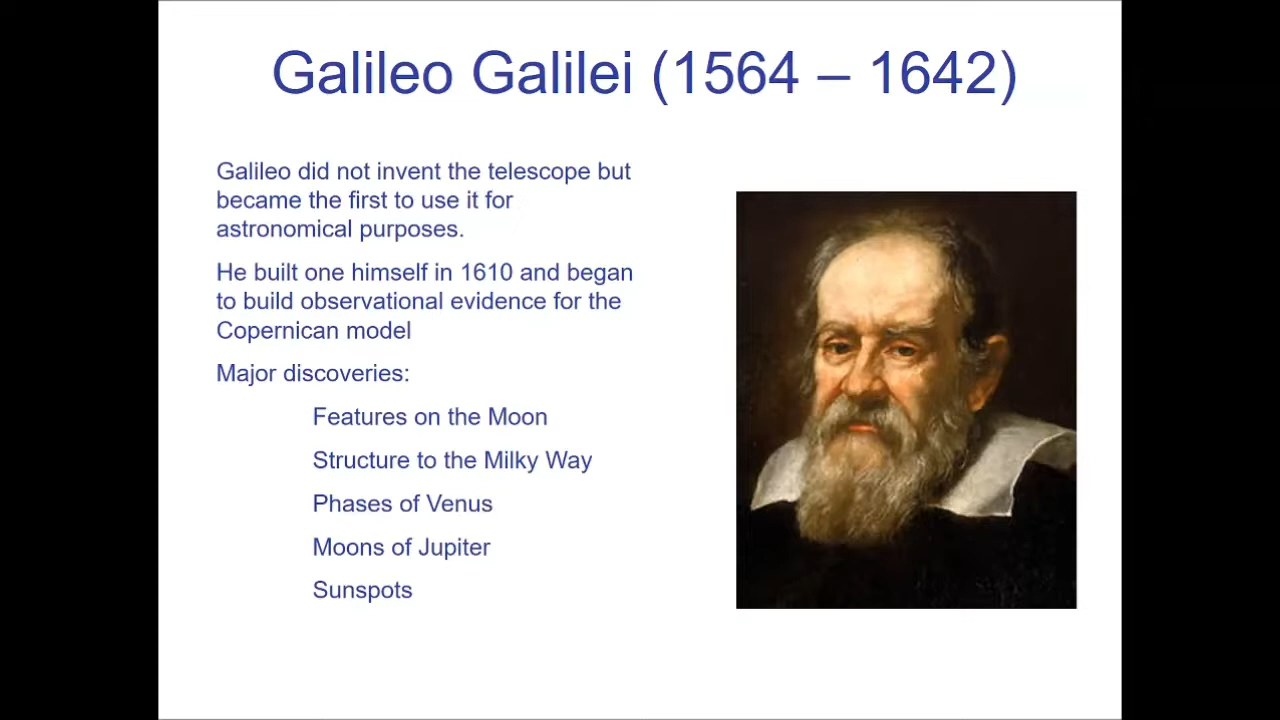 Galileo Galilei (1564 – 1642)
Galileo did not invent the telescope but
became the first to use it for
astronomical purposes.
He built one himself in 1610 and began
to build observational evidence for the
Copernican model
Major discoveries:
Features on the Moon
Structure to the Milky Way
Phases of Venus
Moons of Jupiter
Sunspots